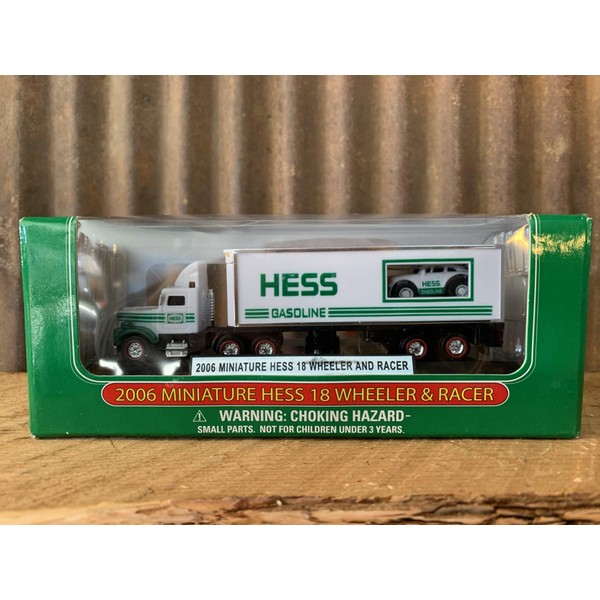 HESS
GASOLINE
HESS
GASOLINE
HESS
2006 MINIATURE HESS 18 WHEELER AND RACER
2006 MINIATURE HESS 18 WHEELER & RACER
WARNING: CHOKING HAZARD-
SMALL PARTS. NOT FOR CHILDREN UNDER 3 YEARS.